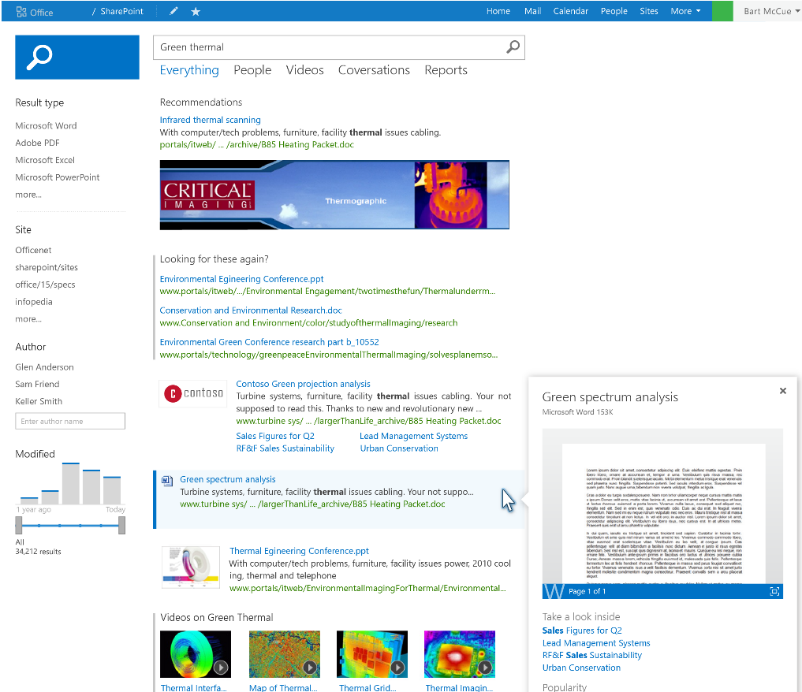 Office / SharePoint Home Mail Calendar People Sites More Bart McCue
Green thermal
Everything People Videos Coversations Reports
Result type
Microsoft Word
Adobe PDF
Microsoft Excel
Microsoft PowerPoint
more...
Site
Officenet
sharepoint/sites
office/15/specs
infopedia
more...
Author
Glen Anderson
Sam Friend
Keller Smith
Enter author name
Modified
1 year ago Today
All
34,212 results
Recommendations
Infrared thermal scanning
With computer/tech problems, furniture, facility thermal issues cabling.
portals/itweb/ ... /archive/B85 Heating Packet.doc
CRITICAL
IMAGING
Thermographic
Looking for these again?
Environmental Egineering Conference.ppt
www.portals/itweb/.../Environmental Engagement/twotimesthefun/Thermalunderrm...
Conservation and Environmental Research.doc
www.Conservation and Environment/color/studyofthermalImaging/research
Environmental Green Conference research part b_10552
www.portals/technology/greenpeaceEnvironmentalThermalImaging/solvesplanemso...
contoso
Contoso Green projection analysis
Turbine systems, furniture, facility thermal issues cabling. Your not
supposed to read this. Thanks to new and revolutionary new ...
www.turbine sys/ ... /largerThanLife_archive/B85 Heating Packet.doc
Sales Figures for Q2 Lead Management Systems
RF&F Sales Sustainability Urban Conservation
Green spectrum analysis
Turbine systems, furniture, facility thermal issues cabling. Your not suppo...
www.turbine sys/ ... /largerThanLife_archive/B85 Heating Packet.doc
Thermal Egineering Conference.ppt
With computer/tech problems, furniture, facility issues power, 2010 cool
ing, thermal and telephone
www.portals/itweb/EnvironmentalImagingForThermal/Environmental...
Videos on Green Thermal
Thermal Interfa... Map of Thermal... Thermal Grid... Thermal Imagin...
Green spectrum analysis
Microsoft Word 153K
W Page 1 of 1
Take a look inside
Sales Figures for Q2
Lead Management Systems
RF&F Sales Sustainability
Urban Conservation
Popularity